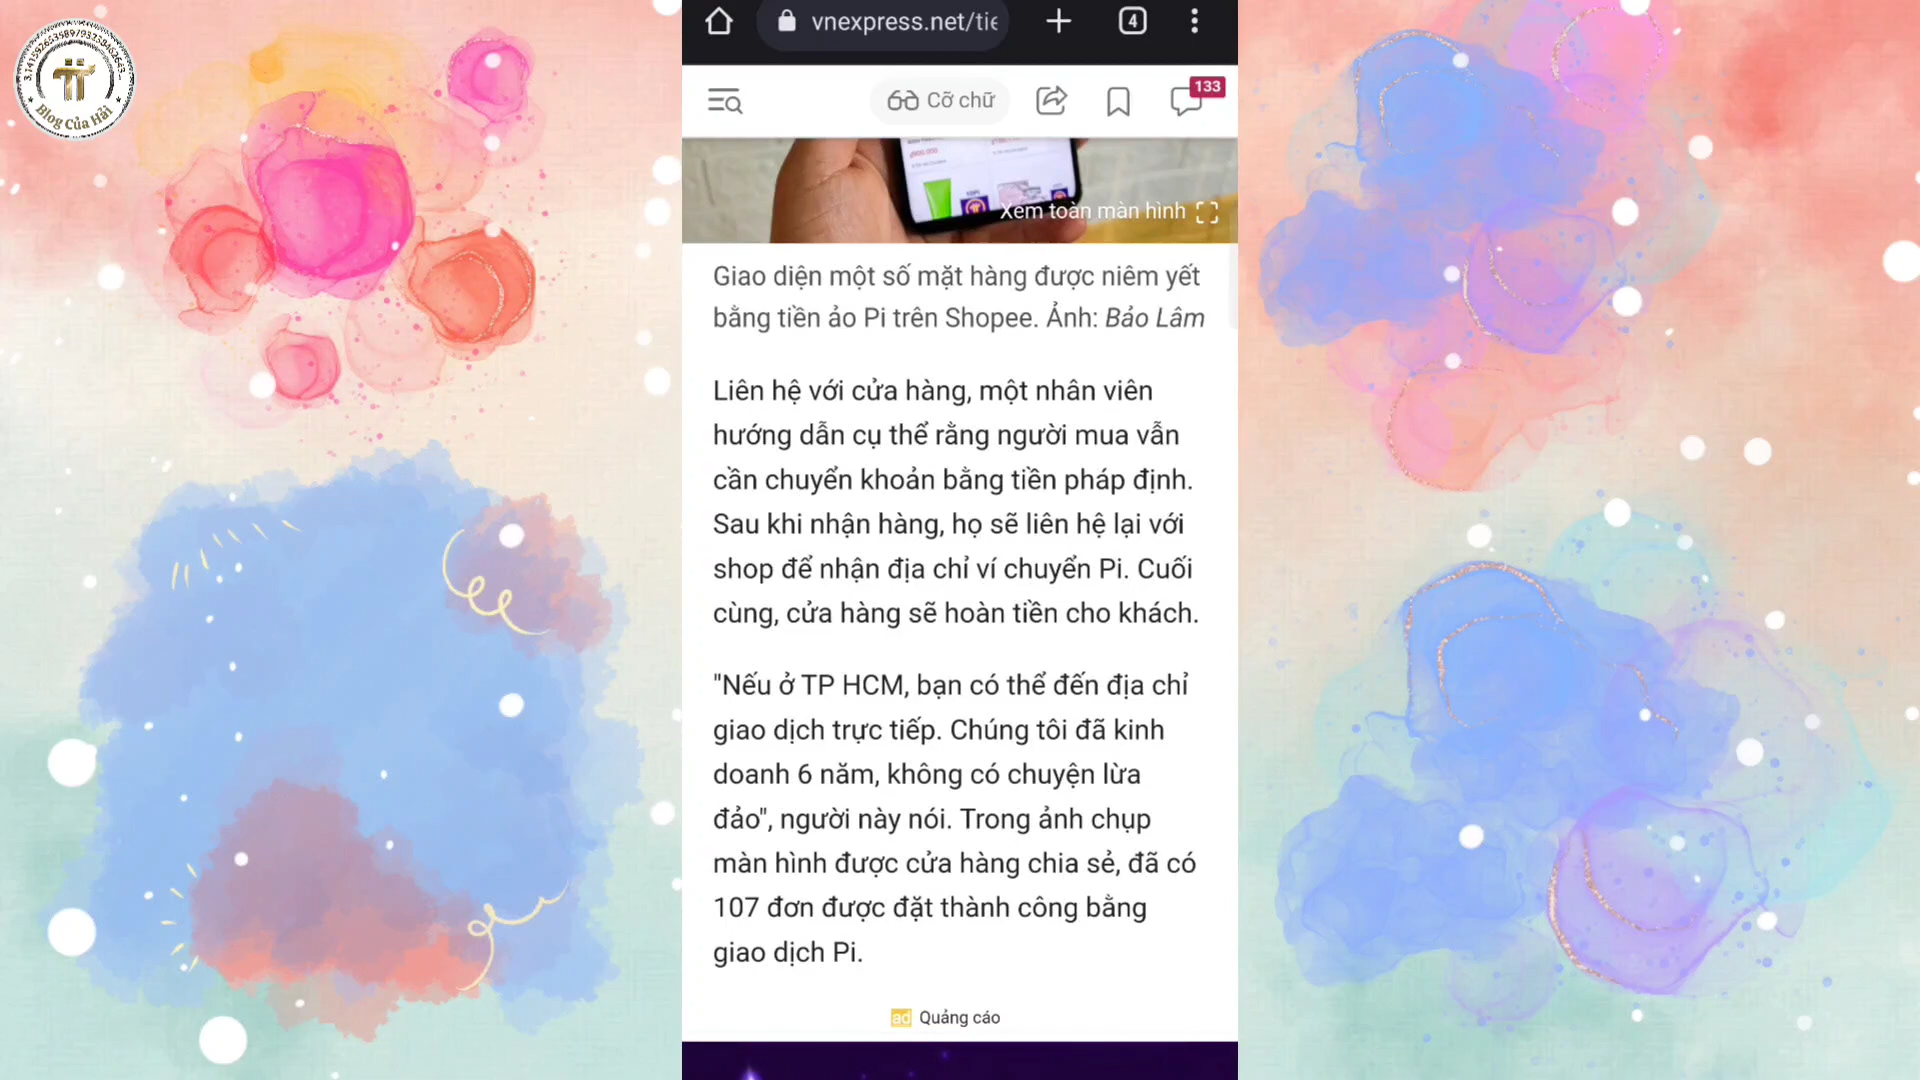 Blog Của Hải
vnexpress.net/tiế
4
Cỡ chữ
133
Xem toàn màn hình
Giao diện một số mặt hàng được niêm yết
bằng tiền ảo Pi trên Shopee. Ảnh: Bảo Lâm
Liên hệ với cửa hàng, một nhân viên
hướng dẫn cụ thể rằng người mua vẫn
cần chuyển khoản bằng tiền pháp định.
Sau khi nhận hàng, họ sẽ liên hệ lại với
shop để nhận địa chỉ ví chuyển Pi. Cuối
cùng, cửa hàng sẽ hoàn tiền cho khách.
"Nếu ở TP HCM, bạn có thể đến địa chỉ
giao dịch trực tiếp. Chúng tôi đã kinh
doanh 6 năm, không có chuyện lừa
đảo", người này nói. Trong ảnh chụp
màn hình được cửa hàng chia sẻ, đã có
107 đơn được đặt thành công bằng
giao dịch Pi.
ad Quảng cáo